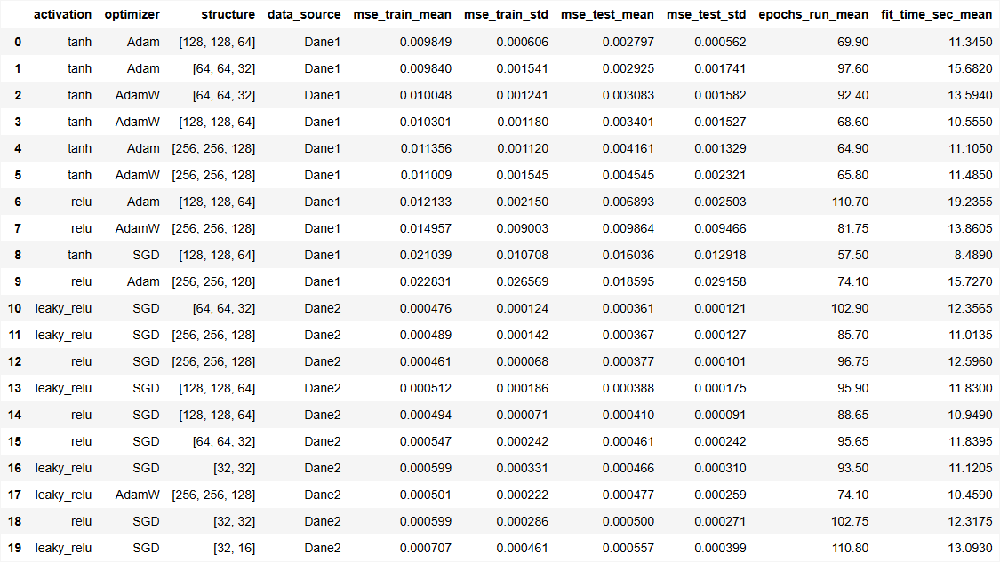 activation optimizer structure data_source mse_train_mean mse_train_std mse_test_mean mse_test_std epochs_run_mean fit_time_sec_mean
0 tanh Adam [128, 128, 64] Dane1 0.009849 0.000606 0.002797 0.000562 69.90 11.3450
1 tanh Adam [64, 64, 32] Dane1 0.009840 0.001541 0.002925 0.001741 97.60 15.6820
2 tanh AdamW [64, 64, 32] Dane1 0.010048 0.001241 0.003083 0.001582 92.40 13.5940
3 tanh AdamW [128, 128, 64] Dane1 0.010301 0.001180 0.003401 0.001527 68.60 10.5550
4 tanh Adam [256, 256, 128] Dane1 0.011356 0.001120 0.004161 0.001329 64.90 11.1050
5 tanh AdamW [256, 256, 128] Dane1 0.011009 0.001545 0.004545 0.002321 65.80 11.4850
6 relu Adam [128, 128, 64] Dane1 0.012133 0.002150 0.006893 0.002503 110.70 19.2355
7 relu AdamW [256, 256, 128] Dane1 0.014957 0.009003 0.009864 0.009466 81.75 13.8605
8 tanh SGD [128, 128, 64] Dane1 0.021039 0.010708 0.016036 0.012918 57.50 8.4890
9 relu Adam [256, 256, 128] Dane1 0.022831 0.026569 0.018595 0.029158 74.10 15.7270
10 leaky_relu SGD [64, 64, 32] Dane2 0.000476 0.000124 0.000361 0.000121 102.90 12.3565
11 leaky_relu SGD [256, 256, 128] Dane2 0.000489 0.000142 0.000367 0.000127 85.70 11.0135
12 relu SGD [256, 256, 128] Dane2 0.000461 0.000068 0.000377 0.000101 96.75 12.5960
13 leaky_relu SGD [128, 128, 64] Dane2 0.000512 0.000186 0.000388 0.000175 95.90 11.8300
14 relu SGD [128, 128, 64] Dane2 0.000494 0.000071 0.000410 0.000091 88.65 10.9490
15 relu SGD [64, 64, 32] Dane2 0.000547 0.000242 0.000461 0.000242 95.65 11.8395
16 leaky_relu SGD [32, 32] Dane2 0.000599 0.000331 0.000466 0.000310 93.50 11.1205
17 leaky_relu AdamW [256, 256, 128] Dane2 0.000501 0.000222 0.000477 0.000259 74.10 10.4590
18 relu SGD [32, 32] Dane2 0.000599 0.000286 0.000500 0.000271 102.75 12.3175
19 leaky_relu SGD [32, 16] Dane2 0.000707 0.000461 0.000557 0.000399 110.80 13.0930